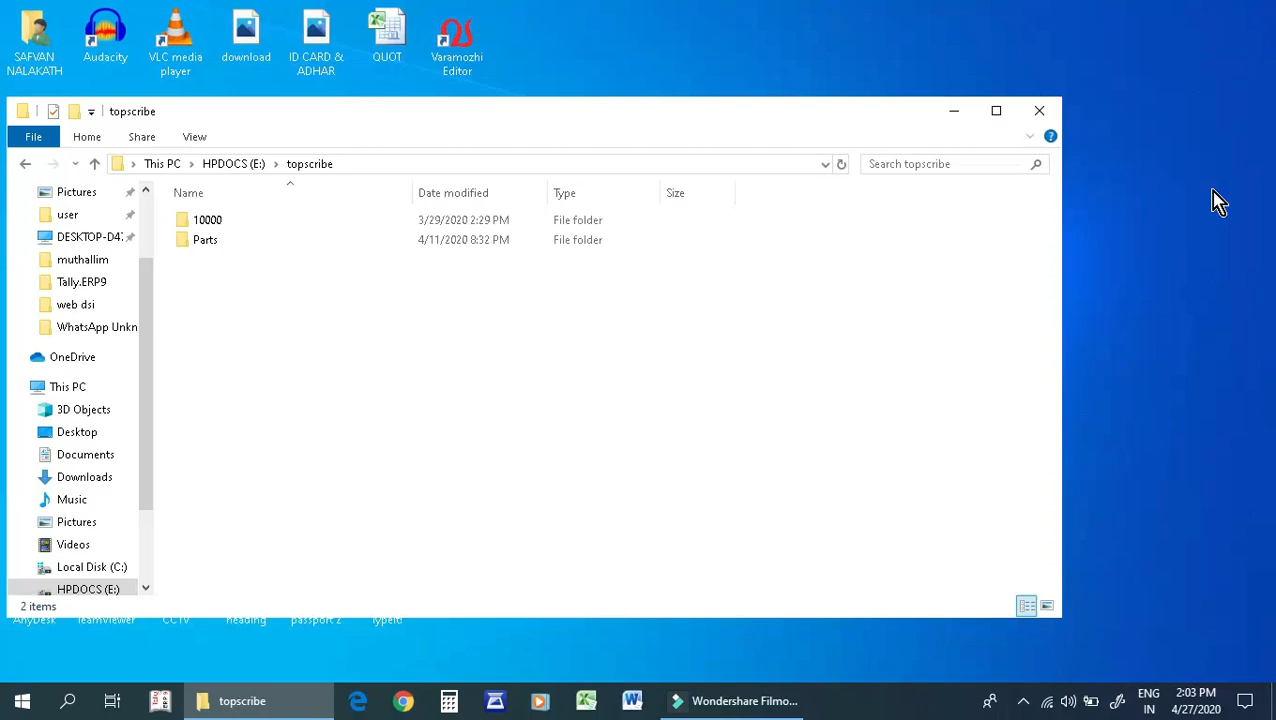 SAFVAN NALAKATH
Audacity
VLC media player
download
ID CARD & ADHAR
QUOT
Varamozhi Editor
topscribe
File
Home
Share
View
This PC > HPDOCS (E:) > topscribe
Search topscribe
Name
Date modified
Type
Size
10000
3/29/2020 2:29 PM
File folder
Parts
4/11/2020 8:32 PM
File folder
Pictures
user
DESKTOP-D47
muthallim
Tally.ERP9
web dsi
WhatsApp Unkn
OneDrive
This PC
3D Objects
Desktop
Documents
Downloads
Music
Pictures
Videos
Local Disk (C:)
HPDOCS (E:)
2 items
AnyDesk
TeamViewer
CCTV
heading
passport 2
TypeIt!
topscribe
Wondershare Filmo...
ENG
IN
2:03 PM
4/27/2020